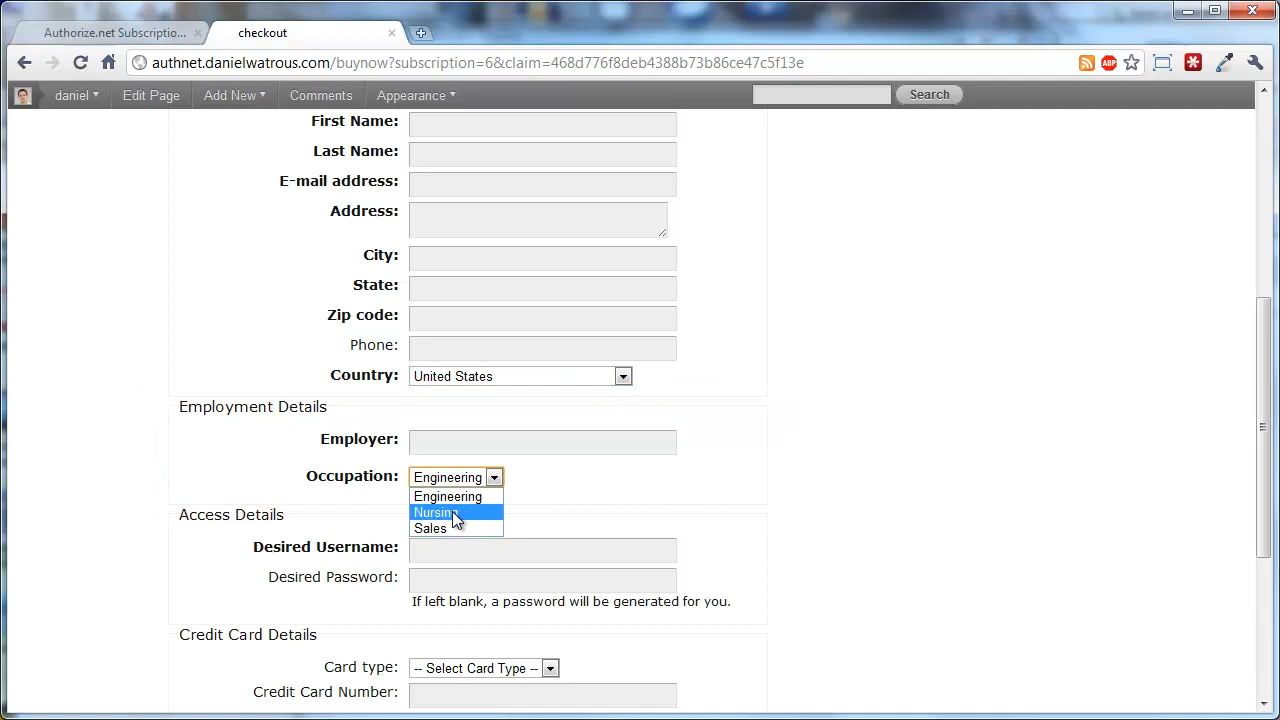 Authorize.net Subscriptio...
checkout
authnet.danielwatrous.com/buynow?subscription=8&claim=468d776f8deb4388b73b86ce47c5f13e
ABP
daniel
Edit Page
Add New
Comments
Appearance
Search
First Name:
Last Name:
E-mail address:
Address:
City:
State:
Zip code:
Phone:
Country:
United States
Employment Details
Employer:
Occupation:
Engineering
Engineering
Nursing
Sales
Access Details
Desired Username:
Desired Password:
If left blank, a password will be generated for you.
Credit Card Details
Card type:
-- Select Card Type --
Credit Card Number: